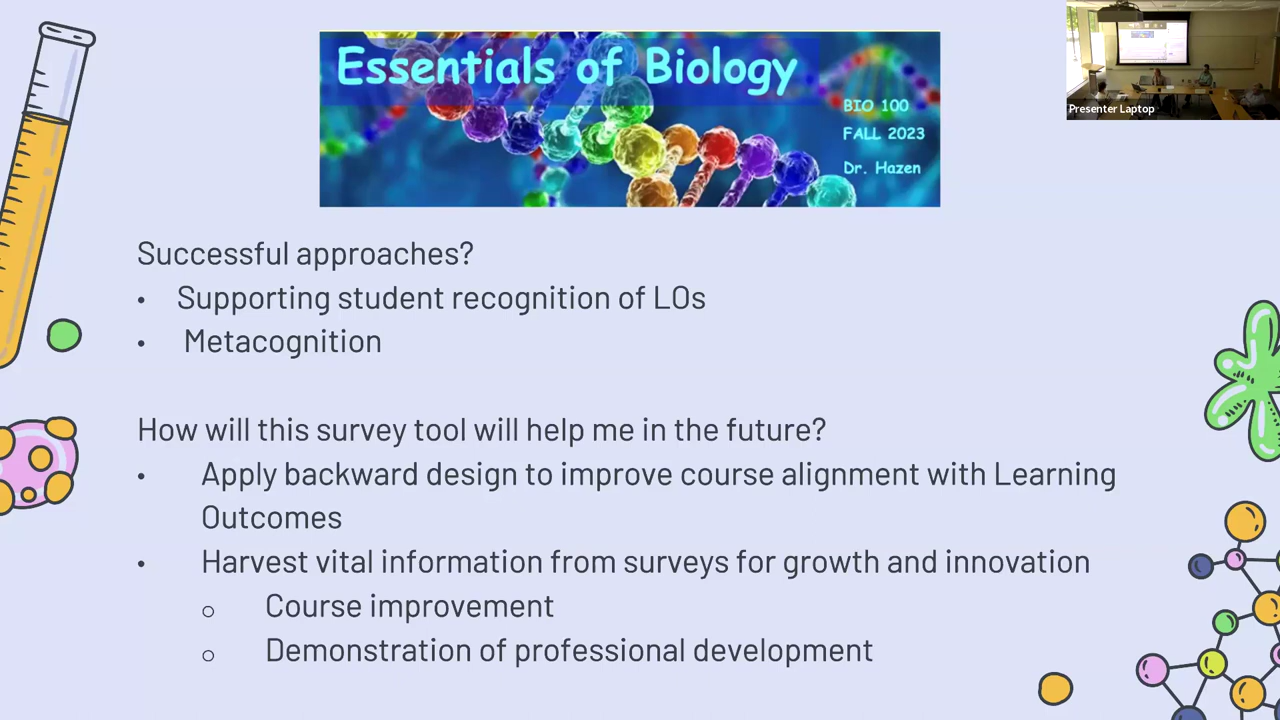 Essentials of Biology
BIO 100
FALL 2023
Dr. Hazen
Presenter Laptop
Successful approaches?
• Supporting student recognition of LOs
• Metacognition
How will this survey tool will help me in the future?
• Apply backward design to improve course alignment with Learning
Outcomes
• Harvest vital information from surveys for growth and innovation
o Course improvement
o Demonstration of professional development